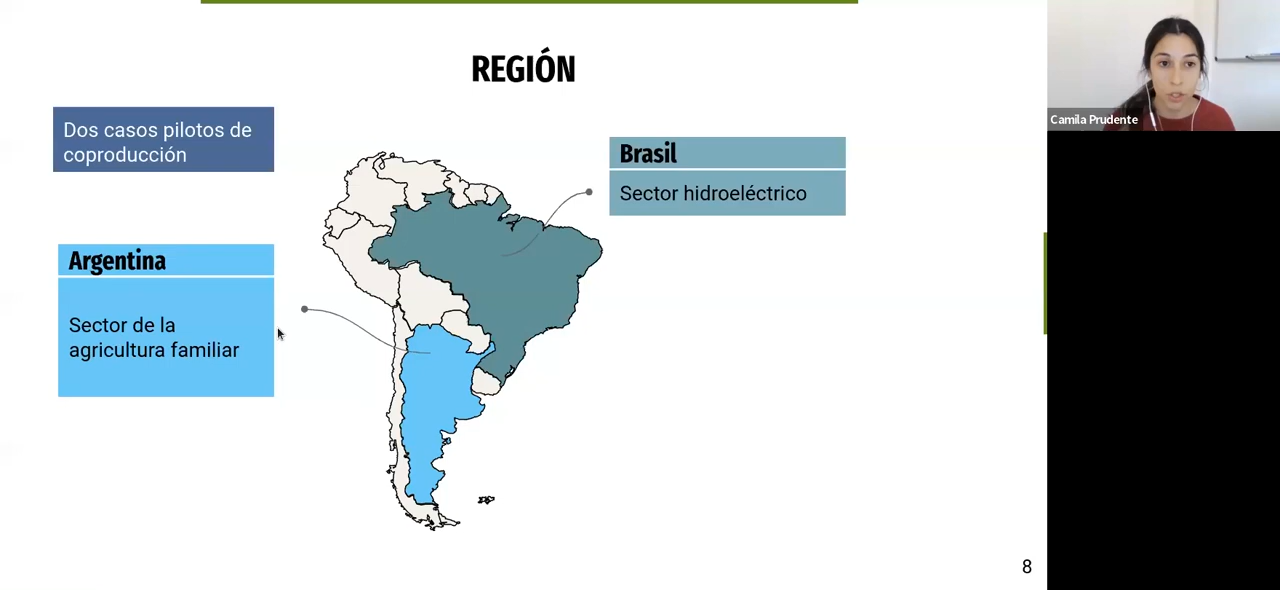 REGIÓN
Dos casos pilotos de
coproducción
Brasil
Sector hidroeléctrico
Argentina
Sector de la
agricultura familiar
8
Camila Prudente